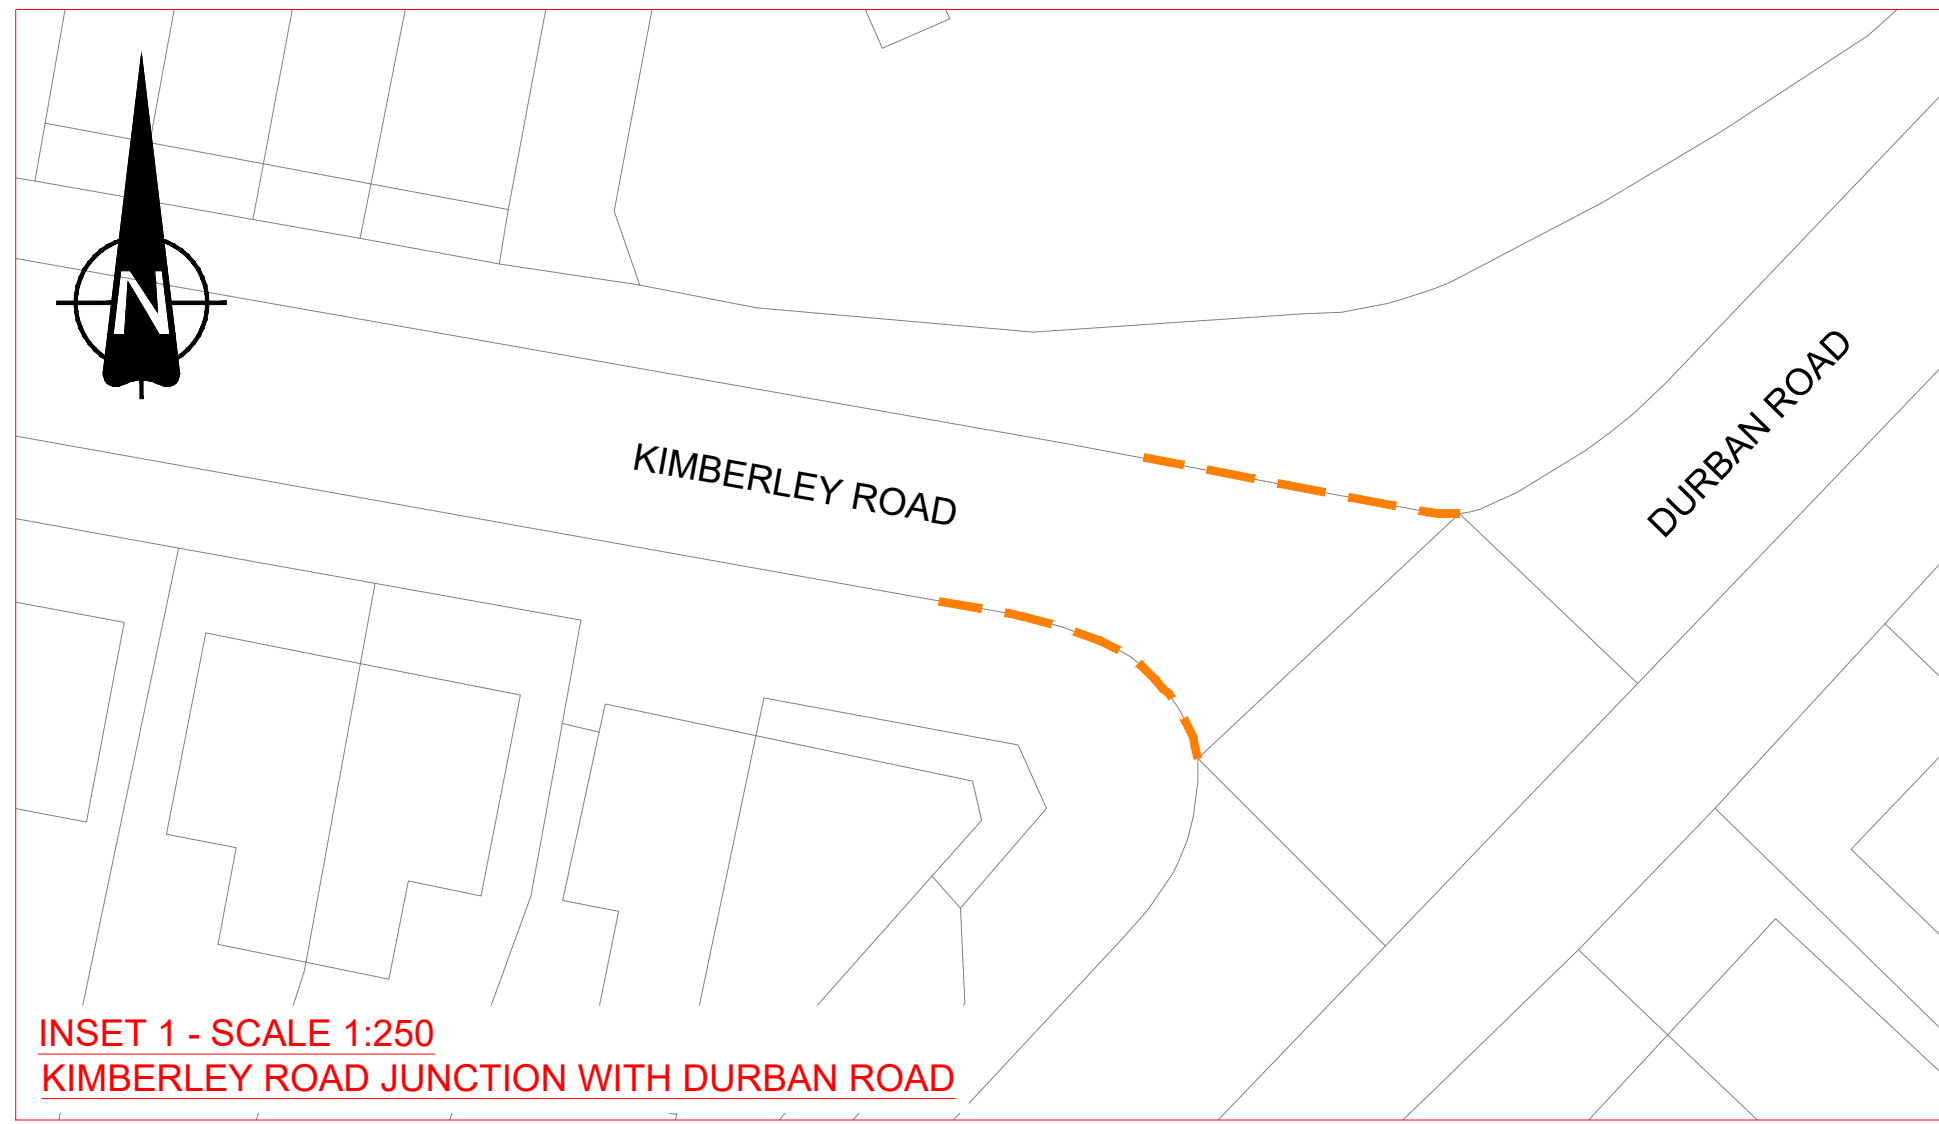 N
KIMBERLEY ROAD
DURBAN ROAD
INSET 1 - SCALE 1:250
KIMBERLEY ROAD JUNCTION WITH DURBAN ROAD